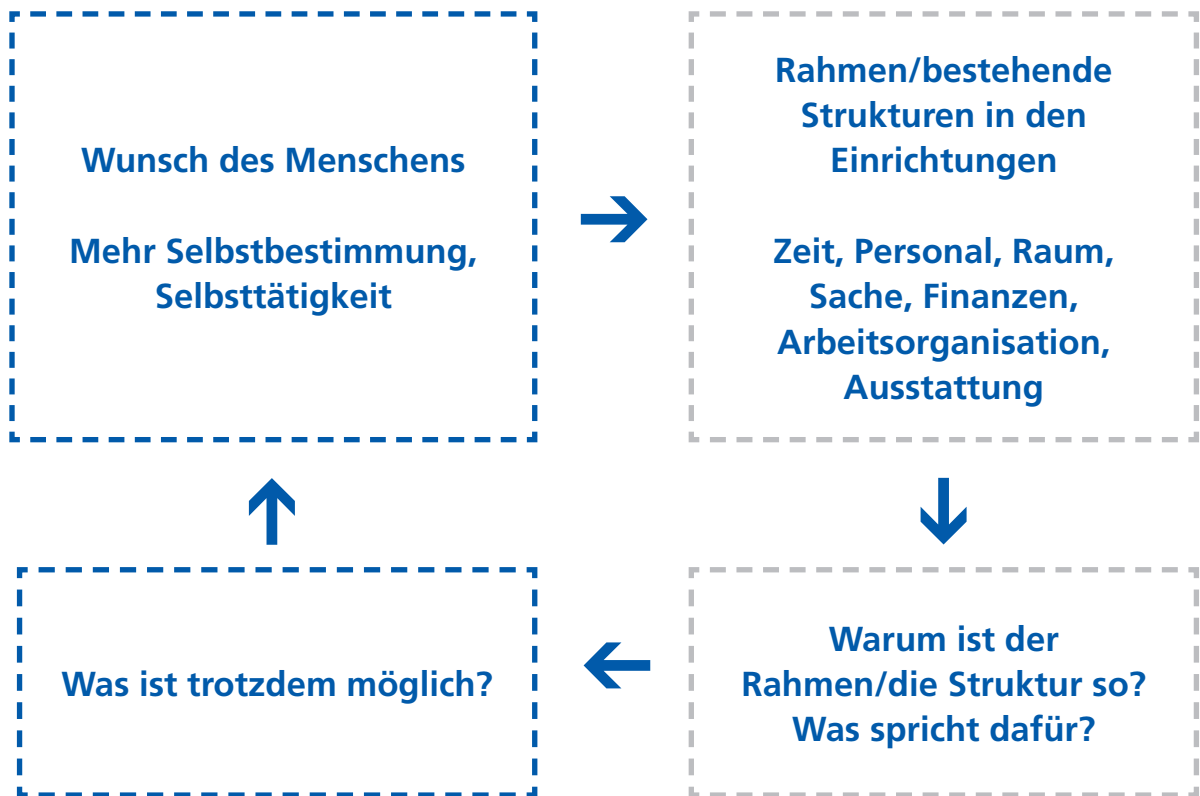 Wunsch des Menschens
Mehr Selbstbestimmung,
Selbsttätigkeit
Rahmen/bestehende
Strukturen in den
Einrichtungen
Zeit, Personal, Raum,
Sache, Finanzen,
Arbeitsorganisation,
Ausstattung
Warum ist der
Rahmen/die Struktur so?
Was spricht dafür?
Was ist trotzdem möglich?